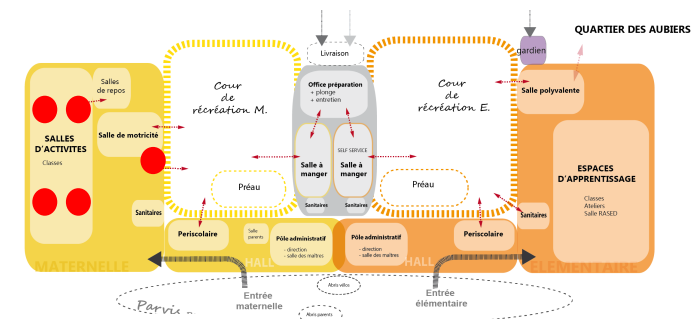 QUARTIER DES AUBIERS
Livraison
gardien
Salles
de repos
Cour
de
récréation M.
Office préparation
+ plonge
+ entretien
Cour
de
récréation E.
Salle polyvalente
SALLES
D'ACTIVITES
Classes
Salle de motricité
SELF SERVICE
Salle à
manger
Salle à
manger
ESPACES
D'APPRENTISSAGE
Classes
Ateliers
Salle RASED
Préau
Préau
Sanitaires
Sanitaires
Sanitaires
Sanitaires
Periscolaire
Salle
parents
Pôle administratif
- direction
- salle des maîtres
Pôle administratif
- direction
- salle des maîtres
Periscolaire
MATERNELLE
HALL
HALL
ELEMENTAIRE
Entrée
maternelle
Abris vélos
Entrée
élémentaire
Parvis
Abris parents